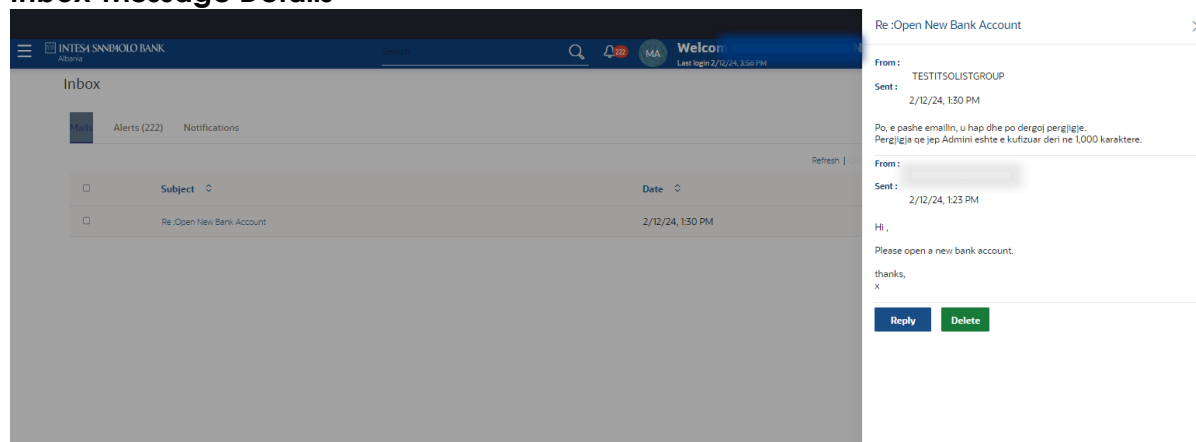 Inbox Message Details
Re :Open New Bank Account
INTESA SANPAOLO BANK
Albania
Search...
222
MA
Welcom
Last login 2/12/24, 3:56 PM
Inbox
Mails
Alerts (222)
Notifications
Refresh |
Subject
Date
Re :Open New Bank Account
2/12/24, 1:30 PM
From :
TESTITSOLISTGROUP
Sent :
2/12/24, 1:30 PM
Po, e pashe emailin, u hap dhe po dergoj pergjigje.
Pergjigja qe jep Admini eshte e kufizuar deri ne 1,000 karaktere.
From :
Sent :
2/12/24, 1:23 PM
Hi ,
Please open a new bank account.
thanks,
x
Reply
Delete